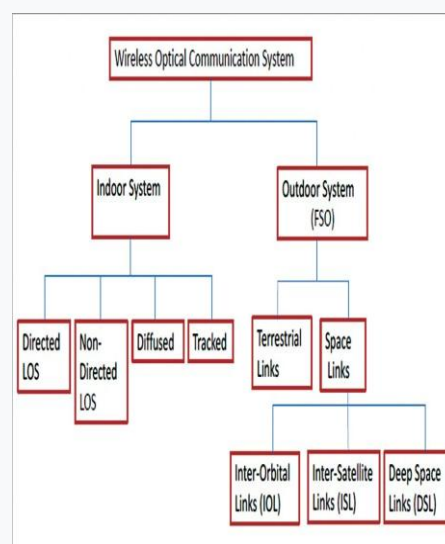 Wireless Optical Communication System
Indoor System
Outdoor System
(FSO)
Directed
LOS
Non-
Directed
LOS
Diffused
Tracked
Terrestrial
Links
Space
Links
Inter-Orbital
Links (IOL)
Inter-Satellite
Links (ISL)
Deep Space
Links (DSL)